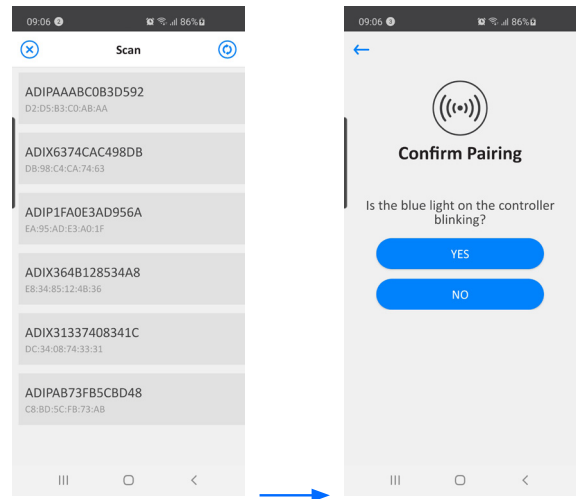 09:06 2 86%
Scan
ADIPAAABC0B3D592
D2:D5:B3:C0:AB:AA
ADIX6374CAC498DB
DB:98:C4:CA:74:63
ADIP1FA0E3AD956A
EA:95:AD:E3:A0:1F
ADIX364B128534A8
E8:34:85:12:4B:36
ADIX31337408341C
DC:34:08:74:33:31
ADIPAB73FB5CBD48
C8:BD:5C:FB:73:AB
09:06 3 86%
Confirm Pairing
Is the blue light on the controller
blinking?
YES
NO